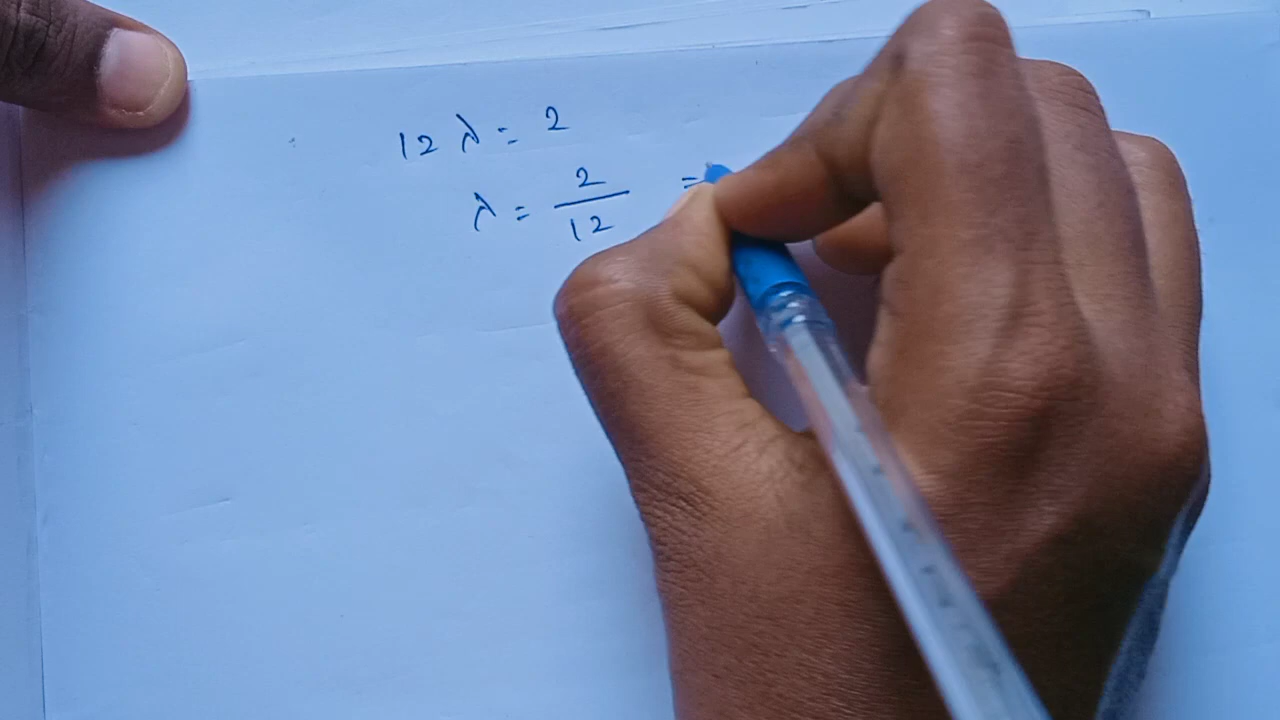 12 λ = 2
λ = 2/12 =